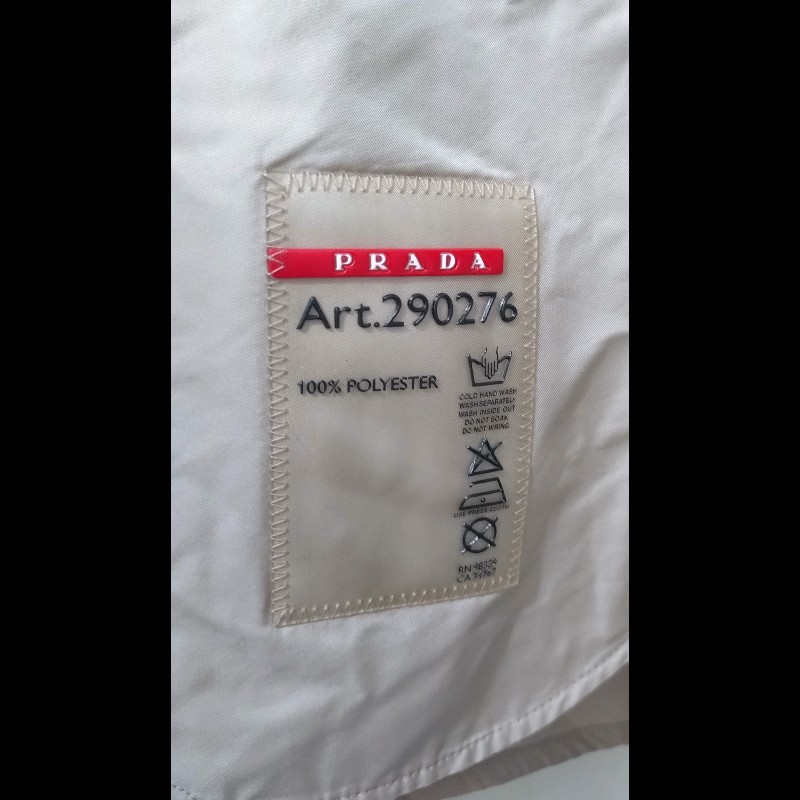 PRADA
Art.290276
100% POLYESTER
COLD HAND WASH
WASH SEPARATELY
WASH INSIDE OUT
DO NOT SOAK
DO NOT WRING
USE PRESS CLOTH
RN 98309
CA 34767